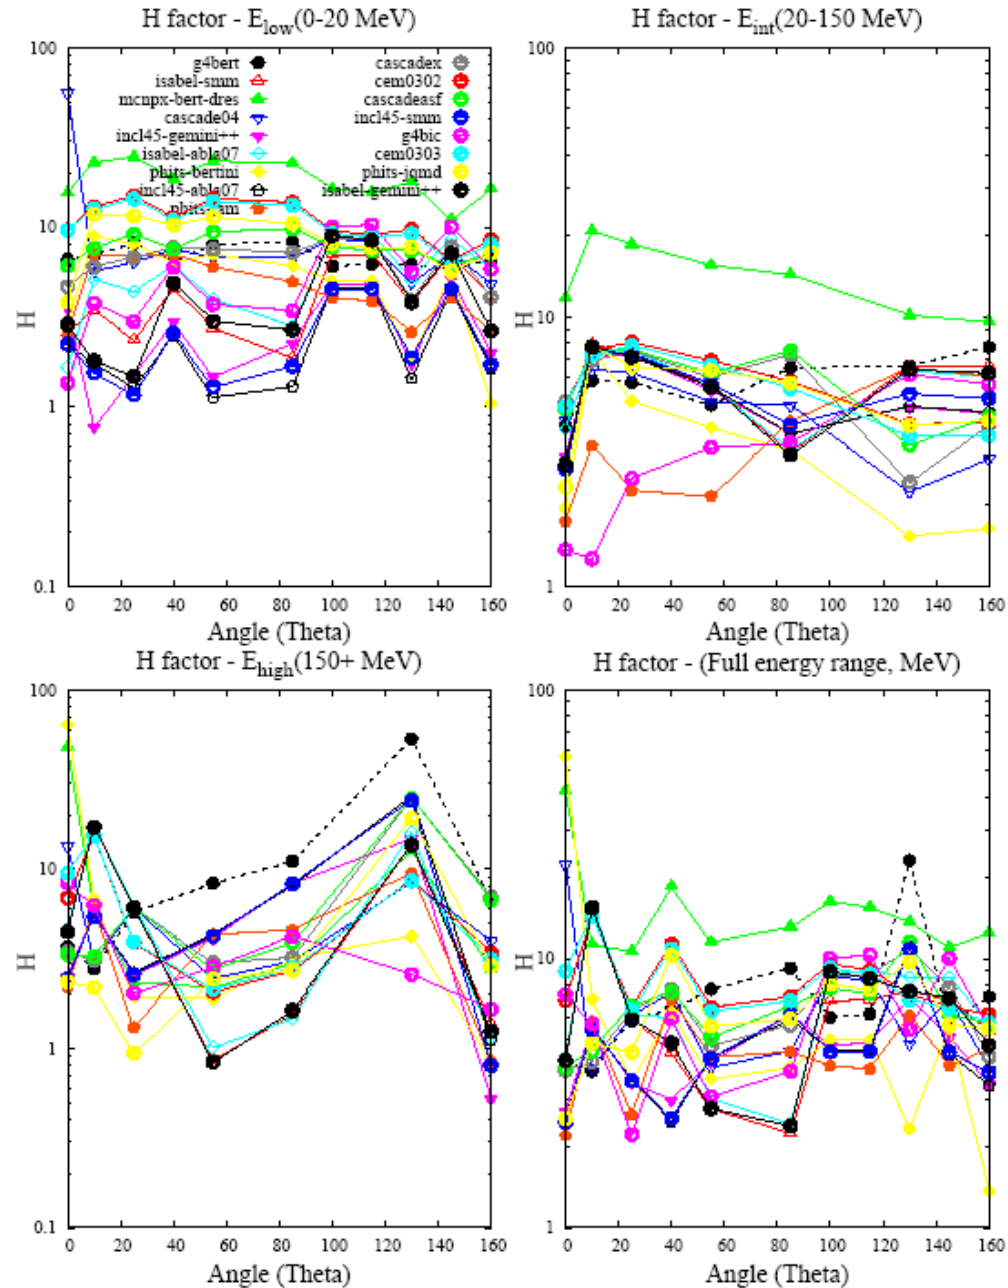 H factor - E_low(0-20 MeV)
100
10
1
0.1
H
g4bert
isabel-smm
mcnpx-bert-dres
cascade04
incl45-gemini++
isabel-abla07
phits-bertini
incl45-abla07
cascadex
cem0302
cascadeasf
incl45-smm
g4bic
cem0303
phits-jqmd
isabel-gemini++
0 20 40 60 80 100 120 140 160
Angle (Theta)
H factor - E_int(20-150 MeV)
100
10
1
0 20 40 60 80 100 120 140 160
Angle (Theta)
H factor - E_high(150+ MeV)
100
10
1
0.1
H
0 20 40 60 80 100 120 140 160
Angle (Theta)
H factor - (Full energy range, MeV)
100
10
1
H
0 20 40 60 80 100 120 140 160
Angle (Theta)